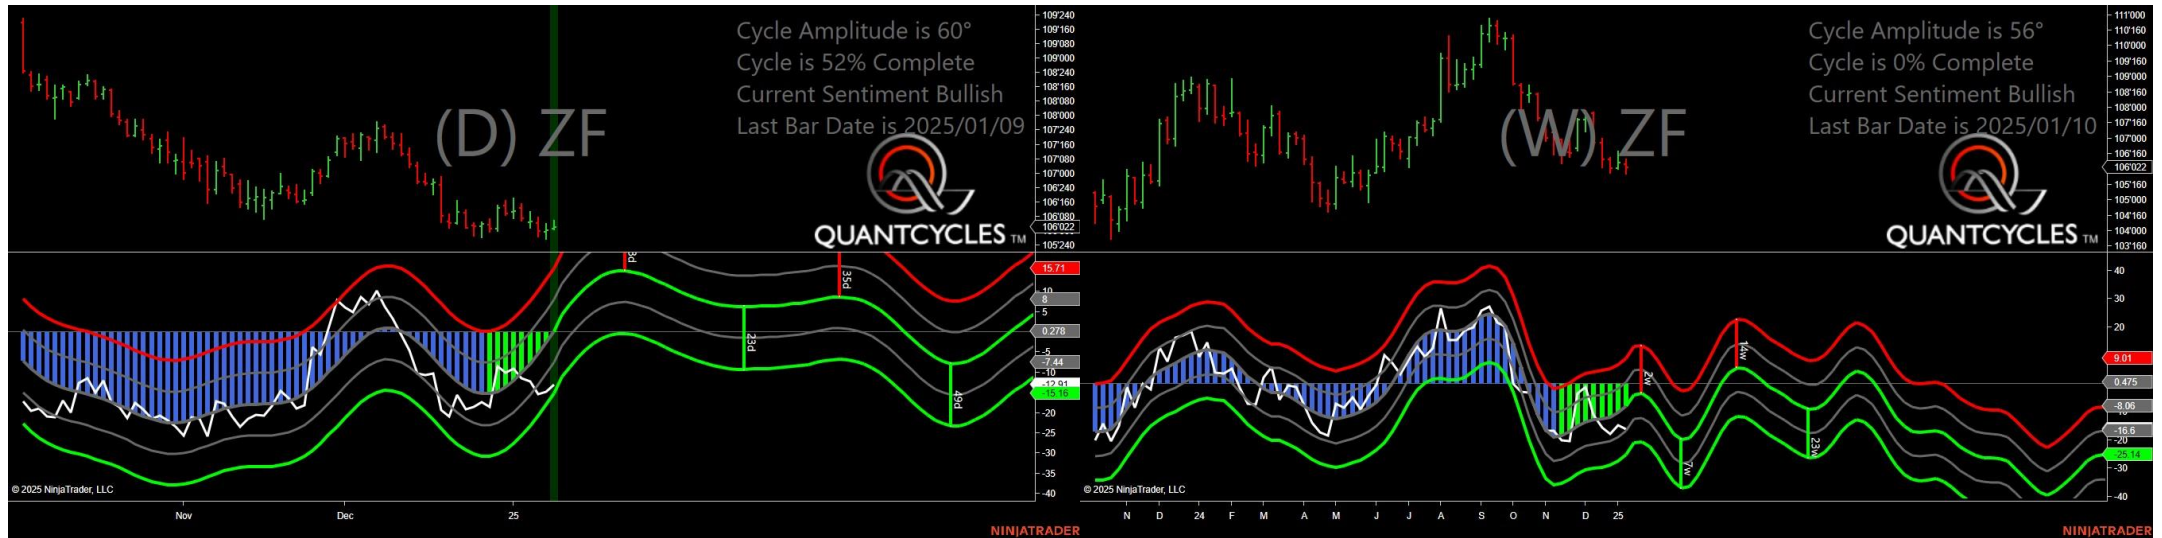 Cycle Amplitude is 60°
Cycle is 52% Complete
Current Sentiment Bullish
Last Bar Date is 2025/01/09
(D) ZF
QUANTCYCLES TM
109'240
109'160
109'080
109'000
108'240
108'160
108'080
108'000
107'240
107'160
107'080
107'000
106'240
106'160
106'080
106'022
105'240
35d
23d
49d
15.71
10
8
5
0.278
-5
-7.44
-10
-12.91
-15.16
-20
-25
-30
-35
-40
© 2025 NinjaTrader, LLC
Nov
Dec
25
NINJATRADER
Cycle Amplitude is 56°
Cycle is 0% Complete
Current Sentiment Bullish
Last Bar Date is 2025/01/10
(W) ZF
QUANTCYCLES TM
111'000
110'160
110'000
109'160
109'000
108'160
108'000
107'160
107'000
106'160
106'022
105'160
105'000
104'160
104'000
103'160
2w
14w
7w
23w
40
30
20
9.01
0.475
-8.06
-16.6
-20
-25.14
-30
-40
© 2025 NinjaTrader, LLC
N D 24 F M A M J J A S O N D 25
NINJATRADER